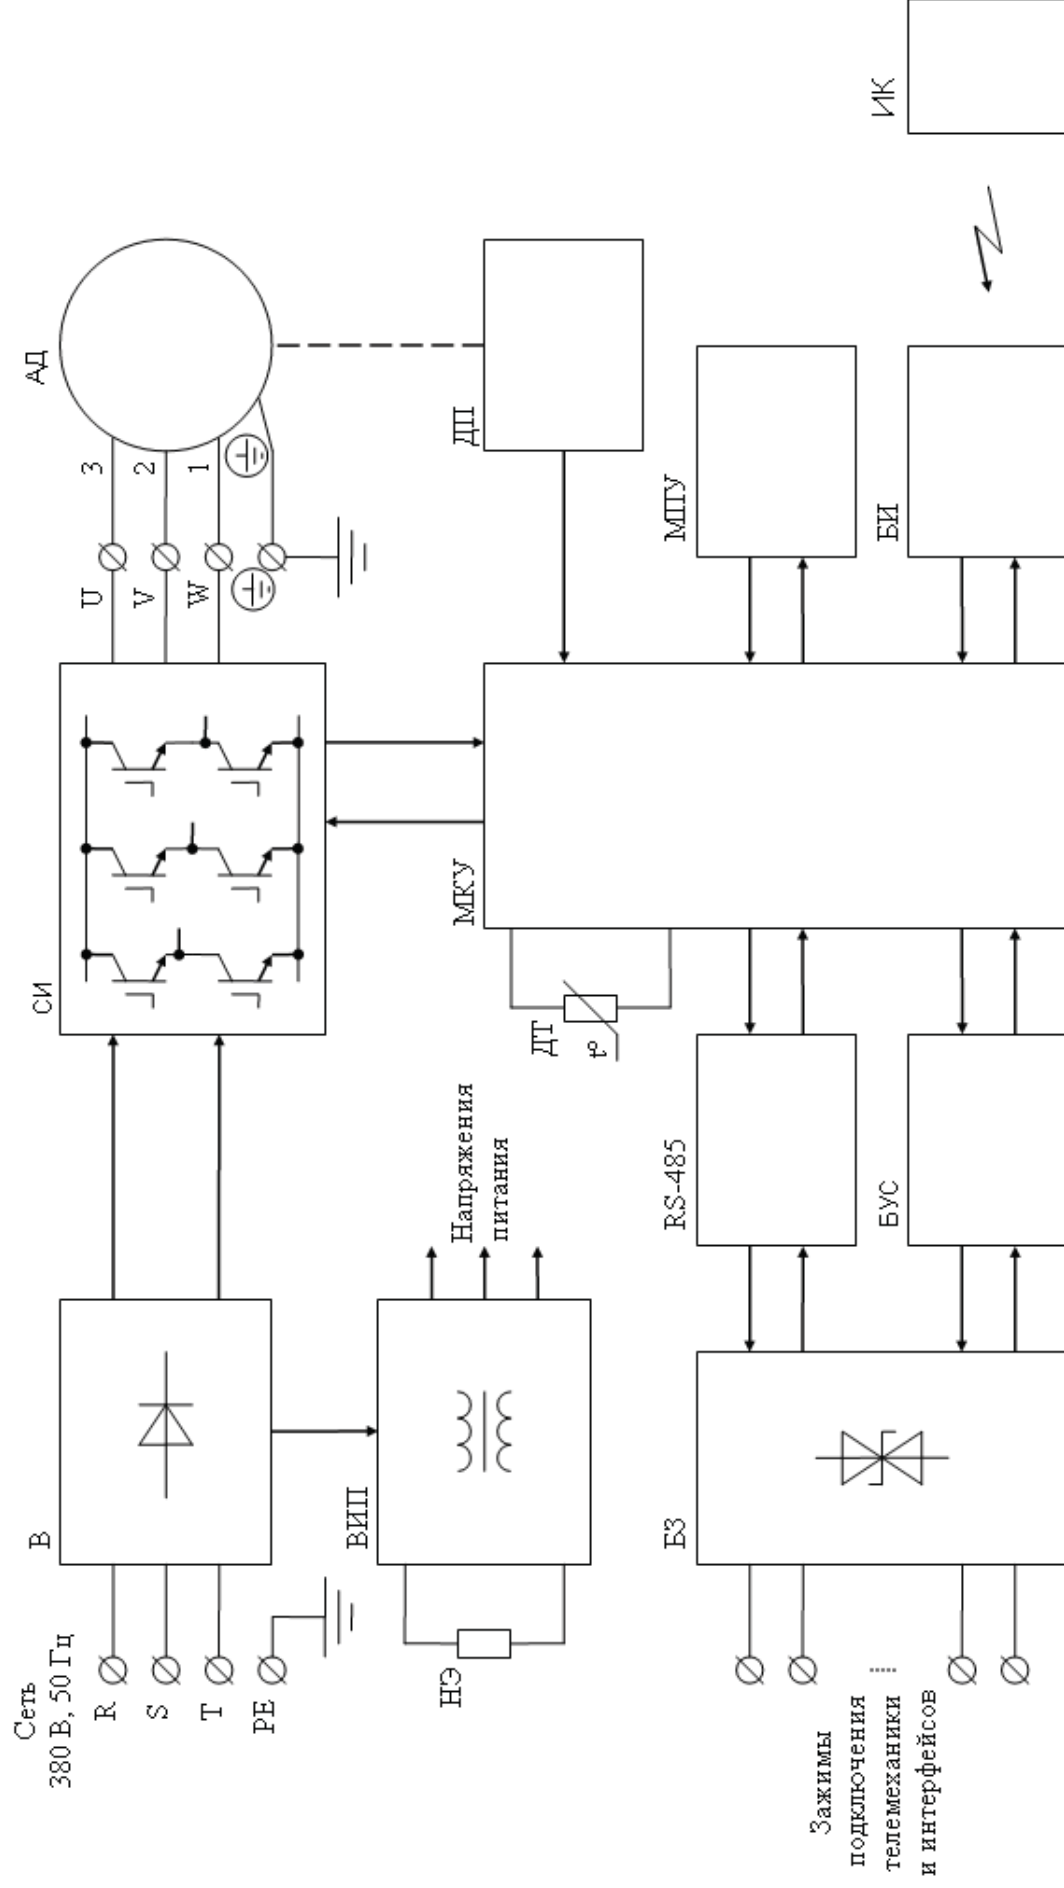 Сеть
380 В, 50 Гц
R
S
T
PE
В
СИ
U
V
W
3
2
1
АД
ВИП
НЭ
Напряжения
питания
МКУ
ДП
ДТ
t°
БЗ
RS-485
МПУ
БУС
БИ
ИК
Зажимы
подключения
телемеханики
и интерфейсов